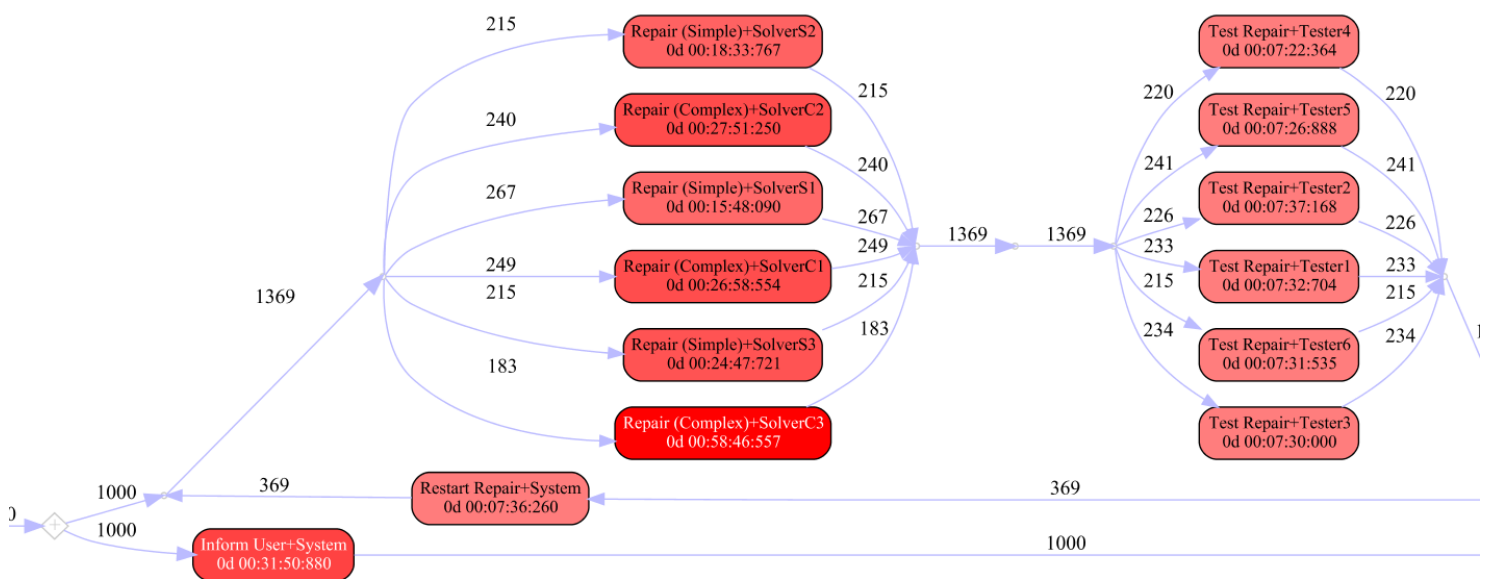 215
Repair (Simple)+SolverS2
0d 00:18:33:767
215
240
Repair (Complex)+SolverC2
0d 00:27:51:250
240
267
Repair (Simple)+SolverS1
0d 00:15:48:090
267
249
Repair (Complex)+SolverC1
0d 00:26:58:554
249
215
Repair (Simple)+SolverS3
0d 00:24:47:721
215
183
Repair (Complex)+SolverC3
0d 00:58:46:557
183
1369
1369
1369
220
Test Repair+Tester4
0d 00:07:22:364
220
241
Test Repair+Tester5
0d 00:07:26:888
241
226
Test Repair+Tester2
0d 00:07:37:168
226
233
Test Repair+Tester1
0d 00:07:32:704
233
215
Test Repair+Tester6
0d 00:07:31:535
215
234
Test Repair+Tester3
0d 00:07:30:000
234
1000
369
Restart Repair+System
0d 00:07:36:260
369
1000
Inform User+System
0d 00:31:50:880
1000